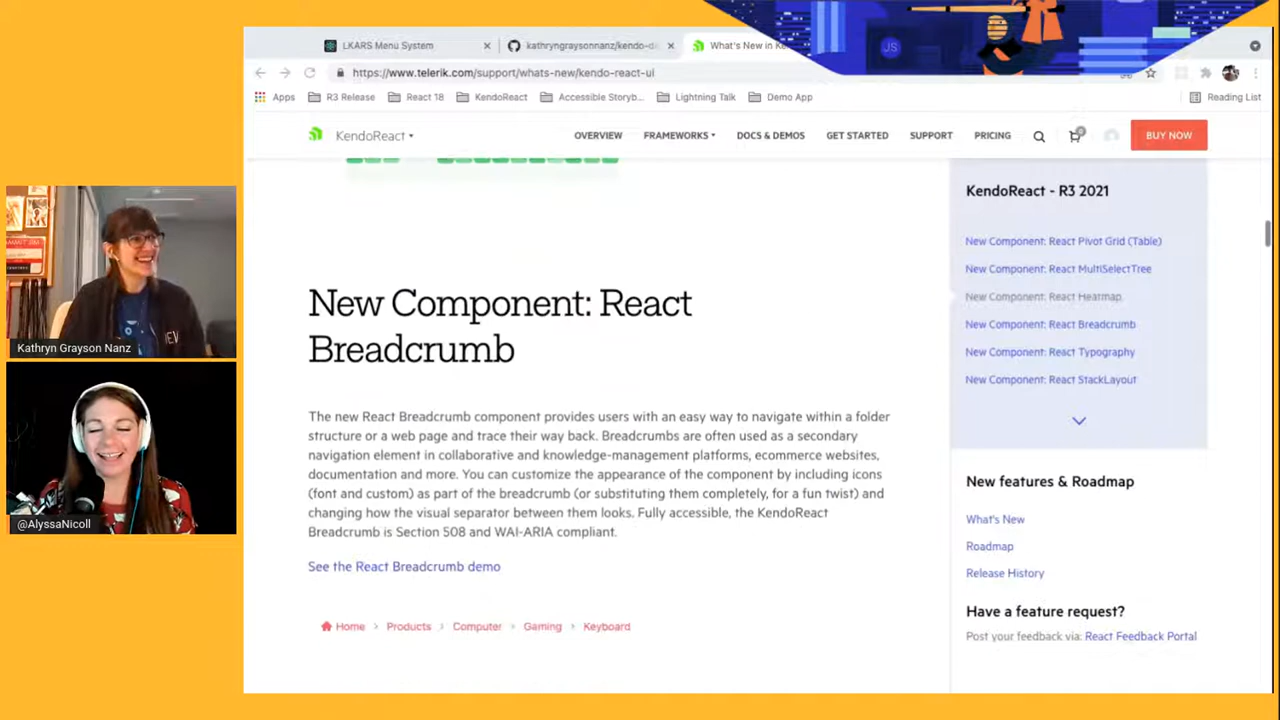 JS
LKARS Menu System
kathryngraysonnanz/kendo-d
What's New in Ke
https://www.telerik.com/support/whats-new/kendo-react-ui
Apps
R3 Release
React 18
KendoReact
Accessible Storyb...
Lightning Talk
Demo App
Reading List
KendoReact
OVERVIEW
FRAMEWORKS
DOCS & DEMOS
GET STARTED
SUPPORT
PRICING
0
BUY NOW
New Component: React
Breadcrumb
The new React Breadcrumb component provides users with an easy way to navigate within a folder
structure or a web page and trace their way back. Breadcrumbs are often used as a secondary
navigation element in collaborative and knowledge-management platforms, ecommerce websites,
documentation and more. You can customize the appearance of the component by including icons
(font and custom) as part of the breadcrumb (or substituting them completely, for a fun twist) and
changing how the visual separator between them looks. Fully accessible, the KendoReact
Breadcrumb is Section 508 and WAI-ARIA compliant.
See the React Breadcrumb demo
Home > Products > Computer > Gaming > Keyboard
KendoReact - R3 2021
New Component: React Pivot Grid (Table)
New Component: React MultiSelectTree
New Component: React Heatmap
New Component: React Breadcrumb
New Component: React Typography
New Component: React StackLayout
New features & Roadmap
What's New
Roadmap
Release History
Have a feature request?
Post your feedback via: React Feedback Portal
Kathryn Grayson Nanz
@AlyssaNicoll